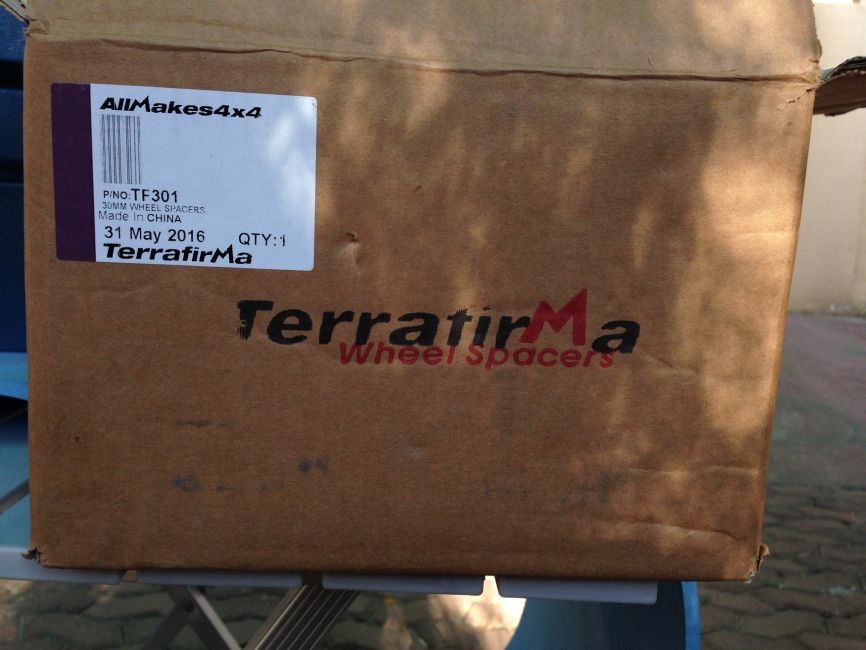 AllMakes4x4
P/NO:TF301
30MM WHEEL SPACERS
Made in CHINA
31 May 2016 QTY:1
TerrafirMa
TerrafirMa
Wheel Spacers